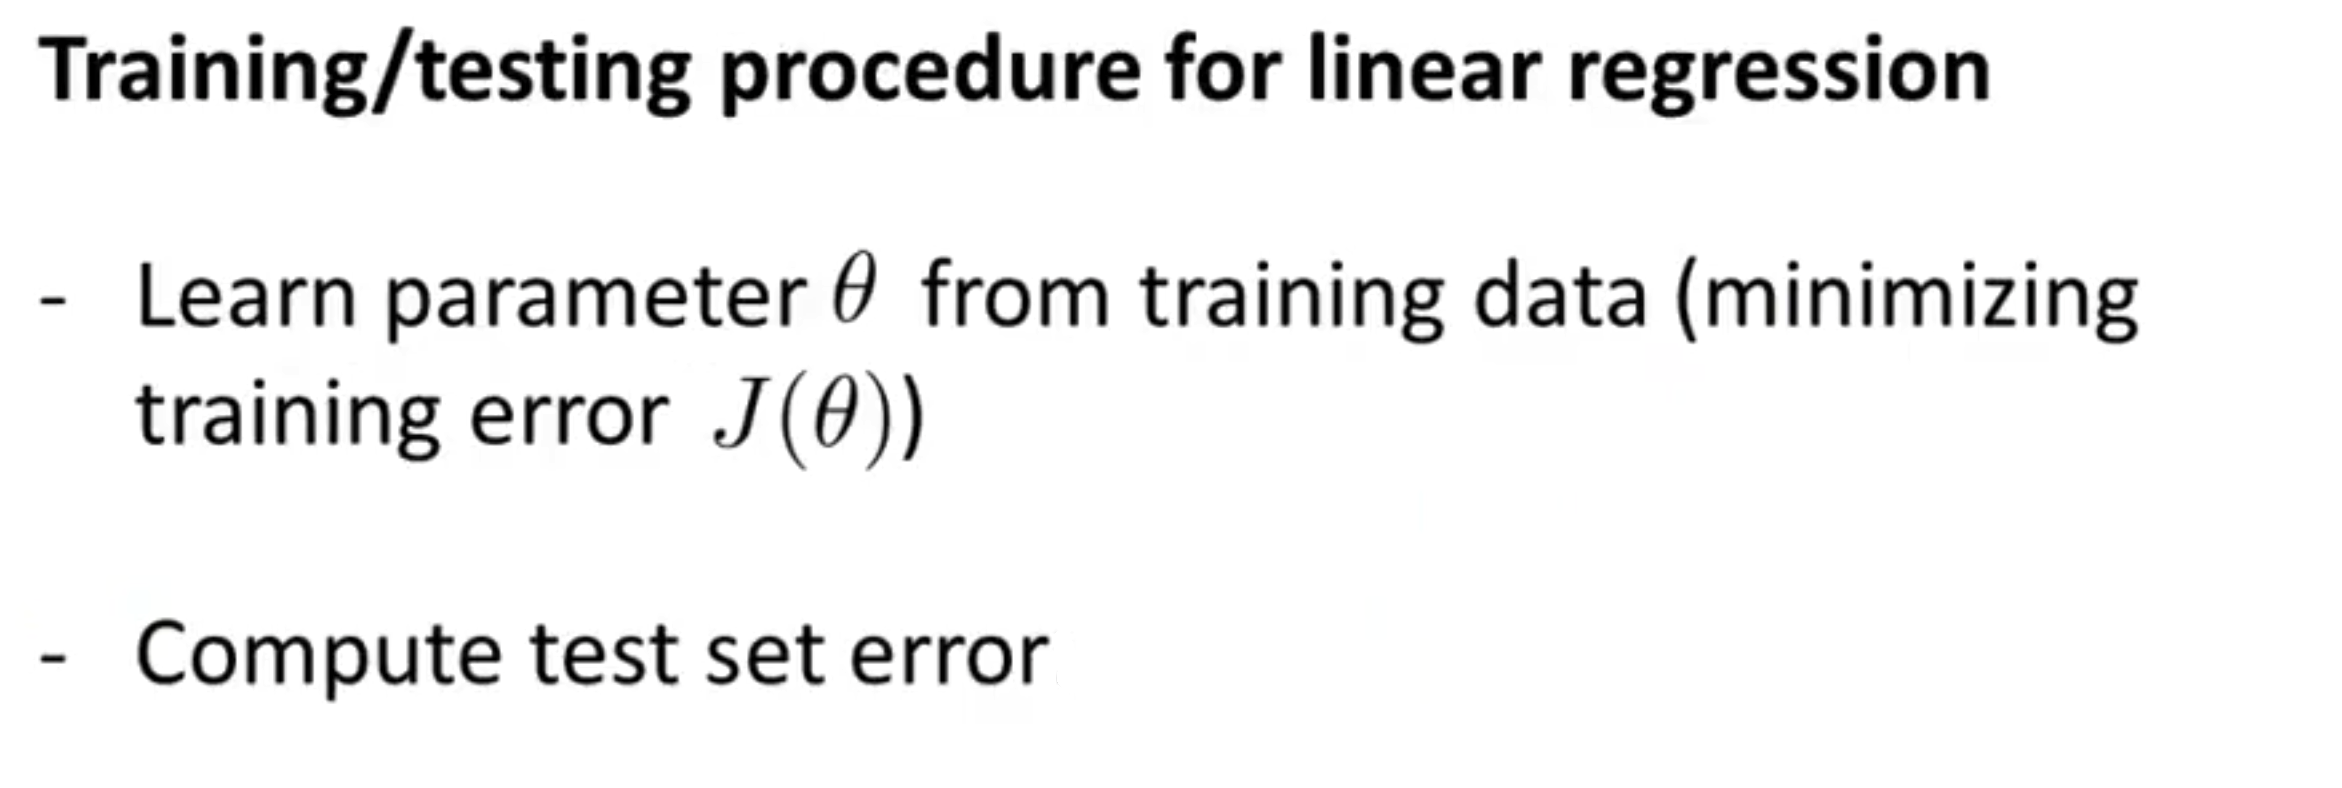 Training/testing procedure for linear regression
- Learn parameter θ from training data (minimizing
training error J(θ))
- Compute test set error